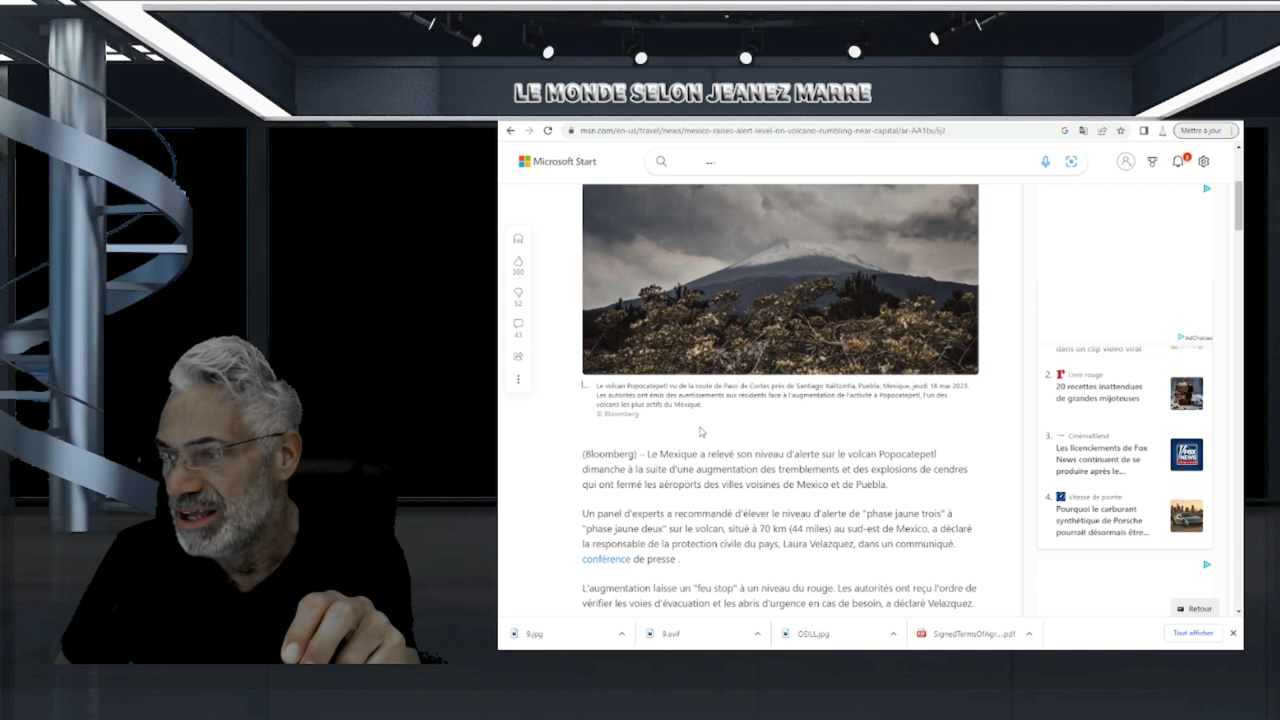 LE MONDE SELON JEANEZ MARRE
msn.com/en-us/travel/news/mexico-raises-alert-level-on-volcano-rumbling-near-capital/ar-AA1bu5jJ
Mettre à jour
Microsoft Start
300
52
43
Le volcan Popocatepetl vu de la route de Paso de Cortes près de Santiago Xalitzintla, Puebla, Mexique, jeudi 18 mai 2023.
Les autorités ont émis des avertissements aux résidents face à l'augmentation de l'activité à Popocatepetl, l'un des
volcans les plus actifs du Mexique.
© Bloomberg
(Bloomberg) – Le Mexique a relevé son niveau d'alerte sur le volcan Popocatepetl
dimanche à la suite d'une augmentation des tremblements et des explosions de cendres
qui ont fermé les aéroports des villes voisines de Mexico et de Puebla.
Un panel d'experts a recommandé d'élever le niveau d'alerte de "phase jaune trois" à
"phase jaune deux" sur le volcan, situé à 70 km (44 miles) au sud-est de Mexico, a déclaré
la responsable de la protection civile du pays, Laura Velazquez, dans un communiqué.
conférence de presse .
L'augmentation laisse un "feu stop" à un niveau du rouge. Les autorités ont reçu l'ordre de
vérifier les voies d'évacuation et les abris d'urgence en cas de besoin, a déclaré Velazquez.
AdChoices
dans un clip vidéo viral
2. Livre rouge
20 recettes inattendues
de grandes mijoteuses
3. CinémaBlend
Les licenciements de Fox
News continuent de se
produire après le...
FOX
NEWS
4. Vitesse de pointe
Pourquoi le carburant
synthétique de Porsche
pourrait désormais être...
Retour
9.jpg
9.avif
OEILL.jpg
SignedTermsOfAgr....pdf
Tout afficher